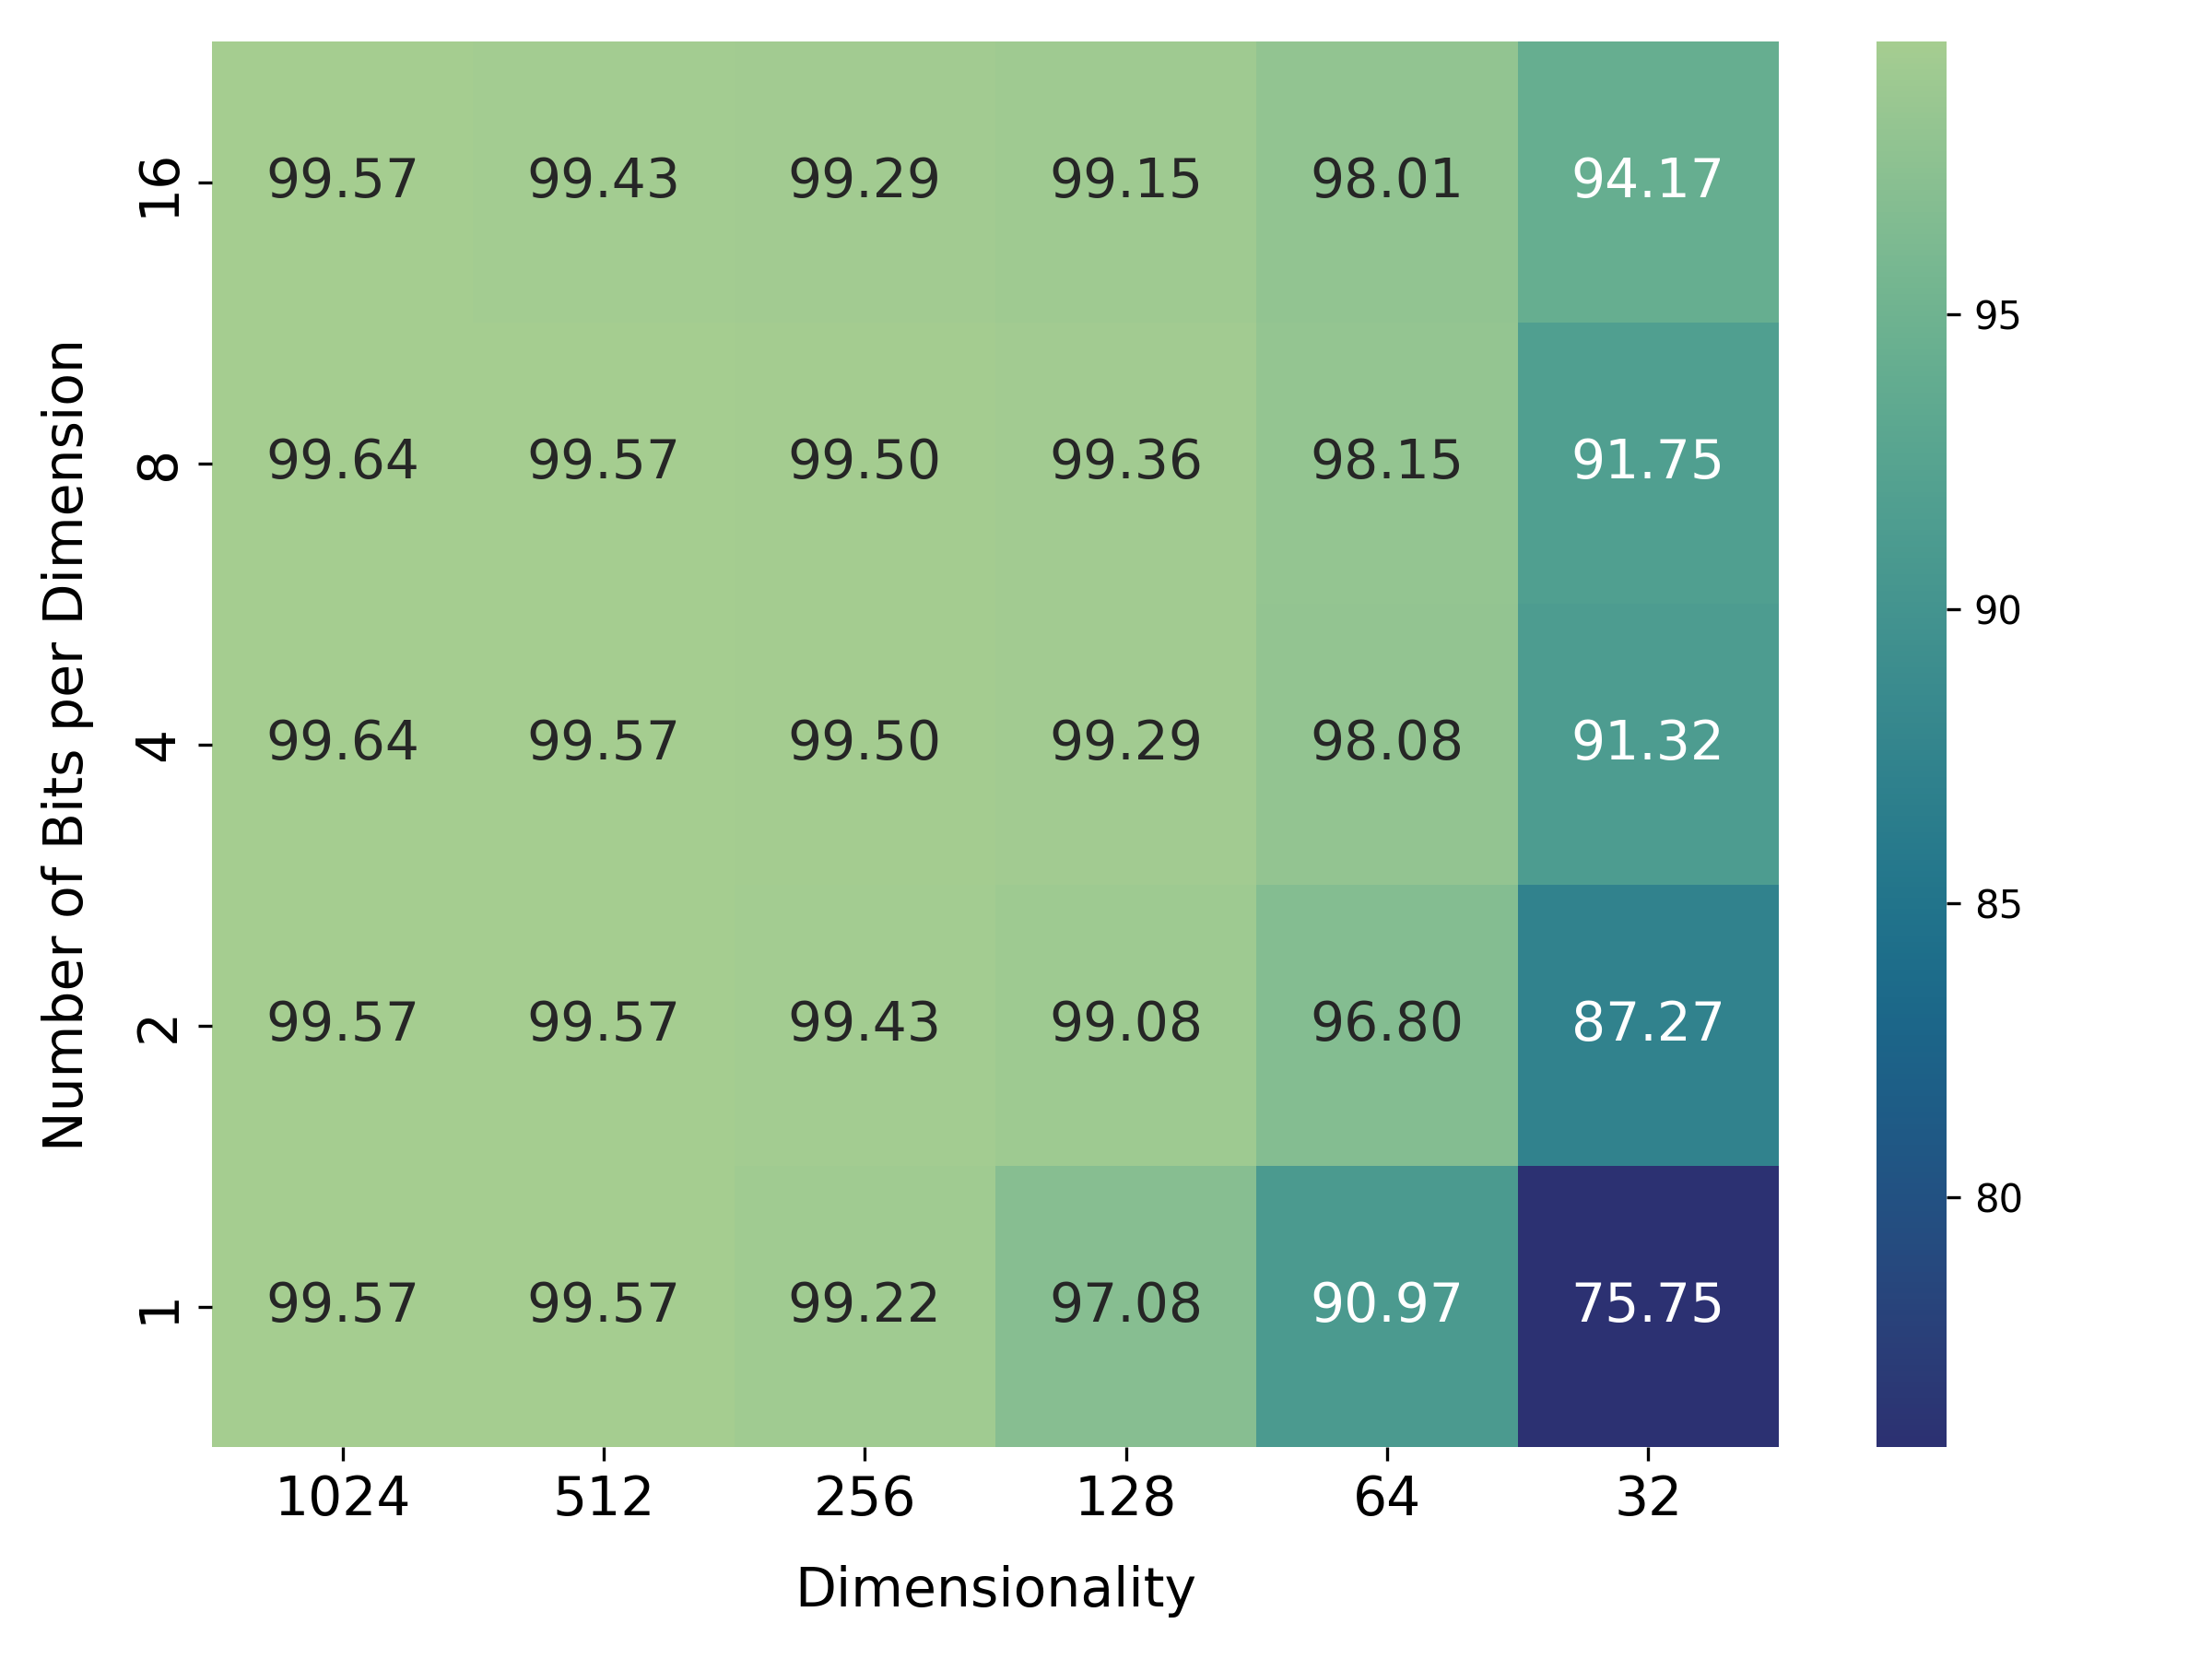 Number of Bits per Dimension
16 99.57 99.43 99.29 99.15 98.01 94.17
8 99.64 99.57 99.50 99.36 98.15 91.75
4 99.64 99.57 99.50 99.29 98.08 91.32
2 99.57 99.57 99.43 99.08 96.80 87.27
1 99.57 99.57 99.22 97.08 90.97 75.75
1024 512 256 128 64 32
Dimensionality
95
90
85
80